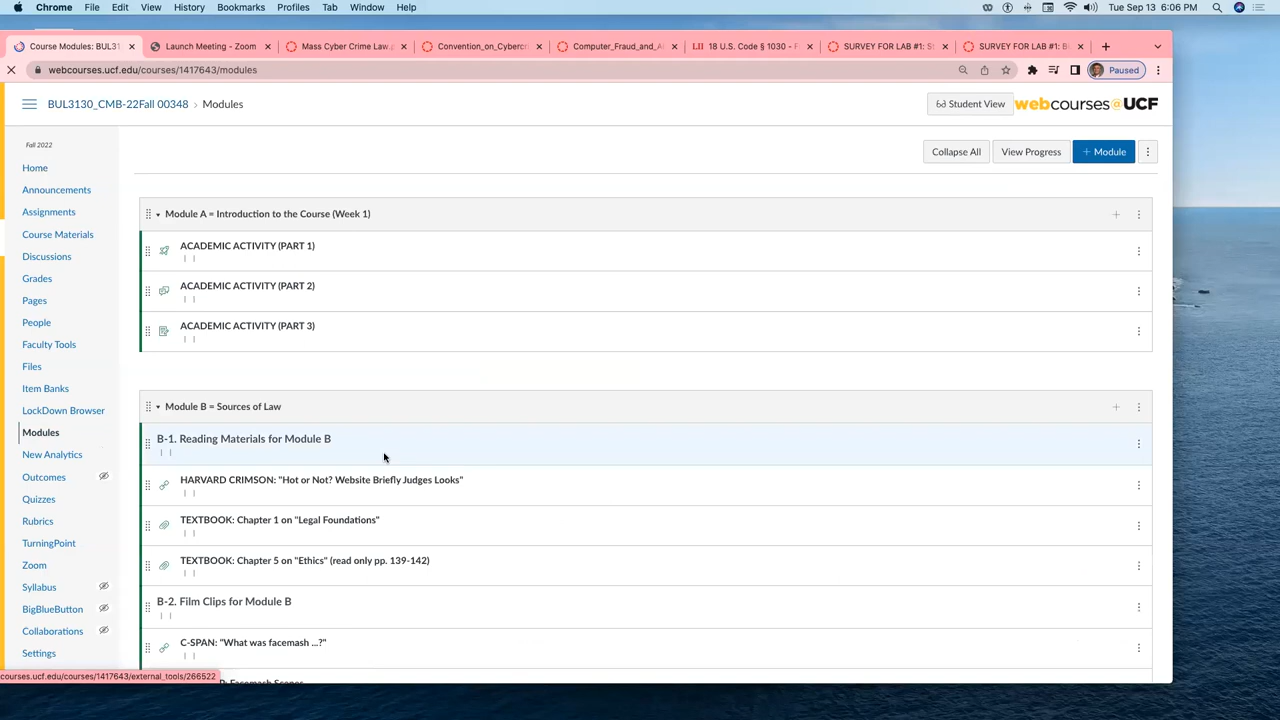 Chrome File Edit View History Bookmarks Profiles Tab Window Help Tue Sep 13 6:06 PM
Course Modules: BUL31 Launch Meeting - Zoom Mass Cyber Crime Law.p Convention_on_Cybercr Computer_Fraud_and_A 18 U.S. Code § 1030 - F SURVEY FOR LAB #1: SURVEY FOR LAB #1:
webcourses.ucf.edu/courses/1417643/modules Paused
BUL3130_CMB-22Fall 00348 › Modules Student View webcourses@UCF
Fall 2022
Home
Announcements
Assignments
Course Materials
Discussions
Grades
Pages
People
Faculty Tools
Files
Item Banks
LockDown Browser
Modules
New Analytics
Outcomes
Quizzes
Rubrics
TurningPoint
Zoom
Syllabus
BigBlueButton
Collaborations
Settings
Collapse All View Progress + Module
Module A = Introduction to the Course (Week 1)
ACADEMIC ACTIVITY (PART 1)
ACADEMIC ACTIVITY (PART 2)
ACADEMIC ACTIVITY (PART 3)
Module B = Sources of Law
B-1. Reading Materials for Module B
HARVARD CRIMSON: "Hot or Not? Website Briefly Judges Looks"
TEXTBOOK: Chapter 1 on "Legal Foundations"
TEXTBOOK: Chapter 5 on "Ethics" (read only pp. 139-142)
B-2. Film Clips for Module B
C-SPAN: "What was facemash ...?"
courses.ucf.edu/courses/1417643/external_tools/266522